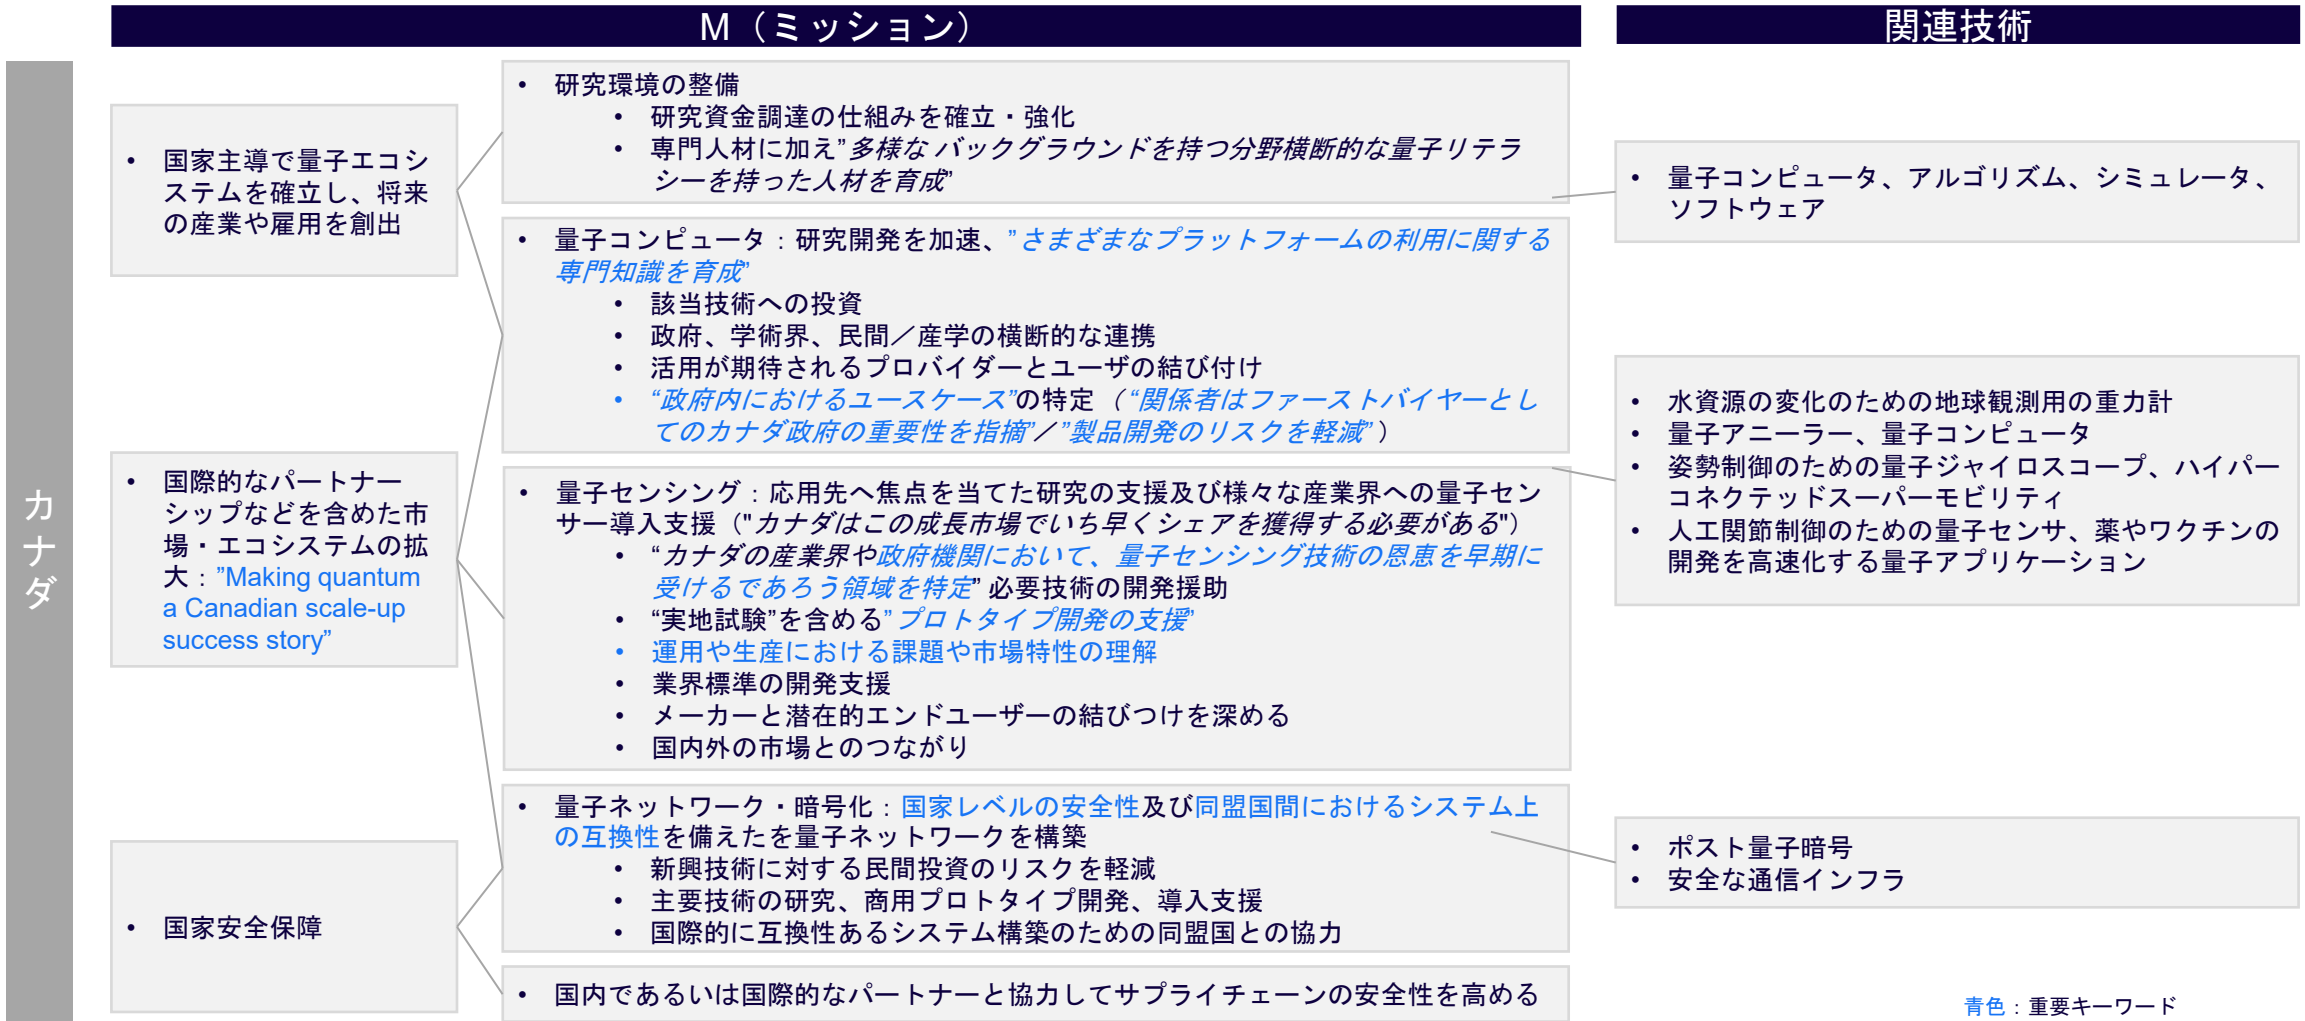 M（ミッション）
関連技術
カナダ
• 国家主導で量子エコシ
ステムを確立し、将来
の産業や雇用を創出
• 国際的なパートナー
シップなどを含めた市
場・エコシステムの拡
大：”Making quantum
a Canadian scale-up
success story”
• 国家安全保障
• 研究環境の整備
• 研究資金調達の仕組みを確立・強化
• 専門人材に加え”多様な バックグラウンドを持つ分野横断的な量子リテラ
シーを持った人材を育成”
• 量子コンピュータ：研究開発を加速、”さまざまなプラットフォームの利用に関する
専門知識を育成”
• 該当技術への投資
• 政府、学術界、民間／産学の横断的な連携
• 活用が期待されるプロバイダーとユーザの結び付け
• “政府内におけるユースケース”の特定（ “関係者はファーストバイヤーとし
てのカナダ政府の重要性を指摘”／”製品開発のリスクを軽減” ）
• 量子センシング：応用先へ焦点を当てた研究の支援及び様々な産業界への量子セン
サー導入支援（"カナダはこの成長市場でいち早くシェアを獲得する必要がある"）
• “カナダの産業界や政府機関において、量子センシング技術の恩恵を早期に
受けるであろう領域を特定” 必要技術の開発援助
• “実地試験”を含める”プロトタイプ開発の支援”
• 運用や生産における課題や市場特性の理解
• 業界標準の開発支援
• メーカーと潜在的エンドユーザーの結びつけを深める
• 国内外の市場とのつながり
• 量子ネットワーク・暗号化：国家レベルの安全性及び同盟国間におけるシステム上
の互換性を備えたを量子ネットワークを構築
• 新興技術に対する民間投資のリスクを軽減
• 主要技術の研究、商用プロトタイプ開発、導入支援
• 国際的に互換性あるシステム構築のための同盟国との協力
• 国内であるいは国際的なパートナーと協力してサプライチェーンの安全性を高める
• 量子コンピュータ、アルゴリズム、シミュレータ、
ソフトウェア
• 水資源の変化のための地球観測用の重力計
• 量子アニーラー、量子コンピュータ
• 姿勢制御のための量子ジャイロスコープ、ハイパー
コネクテッドスーパーモビリティ
• 人工関節制御のための量子センサ、薬やワクチンの
開発を高速化する量子アプリケーション
• ポスト量子暗号
• 安全な通信インフラ
青色：重要キーワード